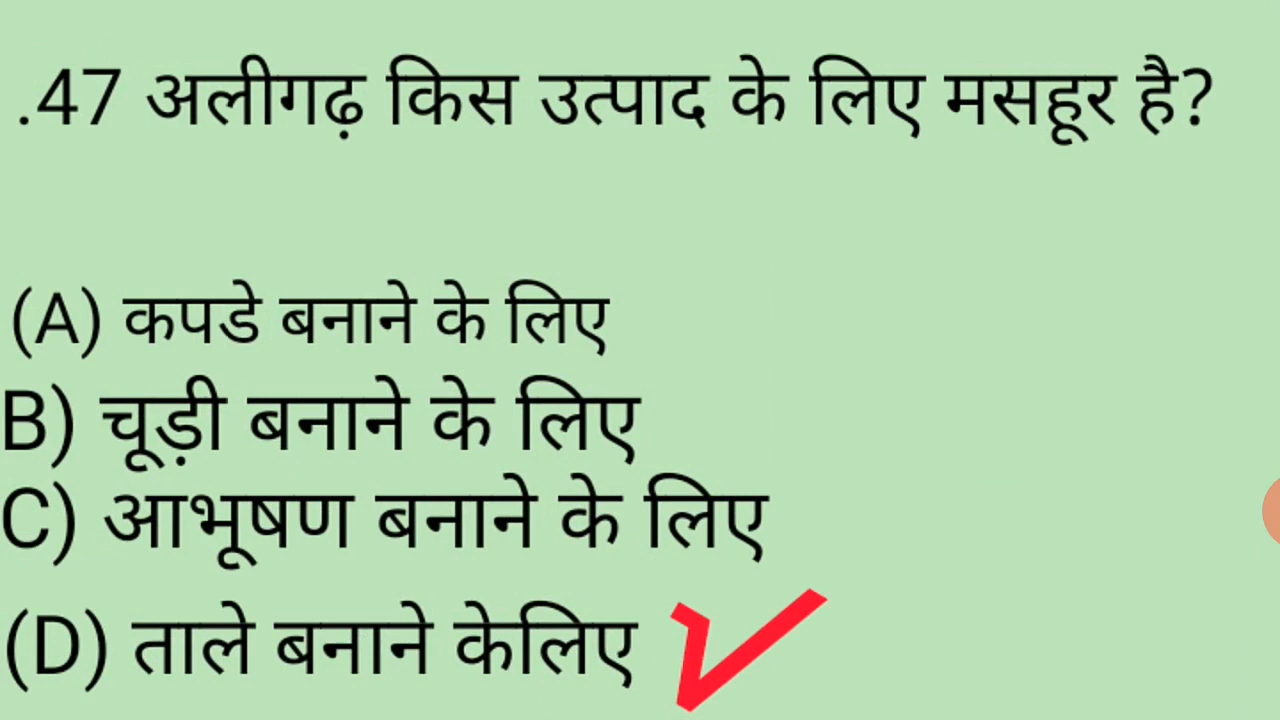 .47 अलीगढ़ किस उत्पाद के लिए मसहूर है?
(A) कपडे बनाने के लिए
B) चूड़ी बनाने के लिए
C) आभूषण बनाने के लिए
(D) ताले बनाने केलिए